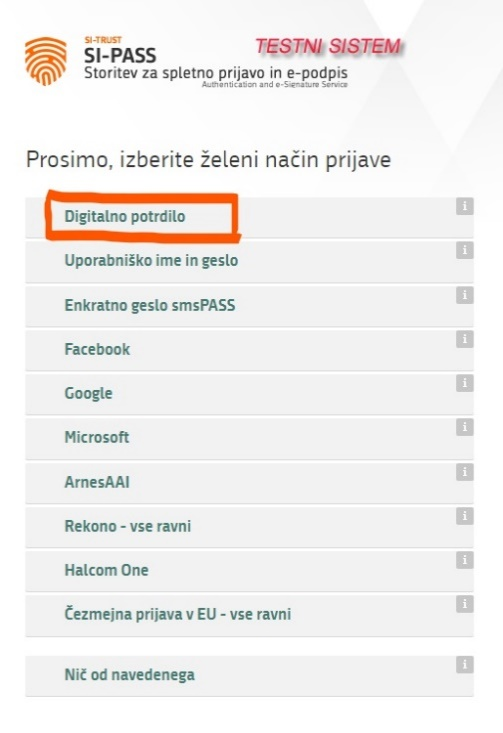 SI-TRUST
SI-PASS
TESTNI SISTEM
Storitev za spletno prijavo in e-podpis
Authentication and e-Signature Service
Prosimo, izberite želeni način prijave
Digitalno potrdilo
i
Uporabniško ime in geslo
i
Enkratno geslo smsPASS
i
Facebook
i
Google
i
Microsoft
i
ArnesAAI
i
Rekono - vse ravni
i
Halcom One
i
Čezmejna prijava v EU - vse ravni
i
Nič od navedenega
i